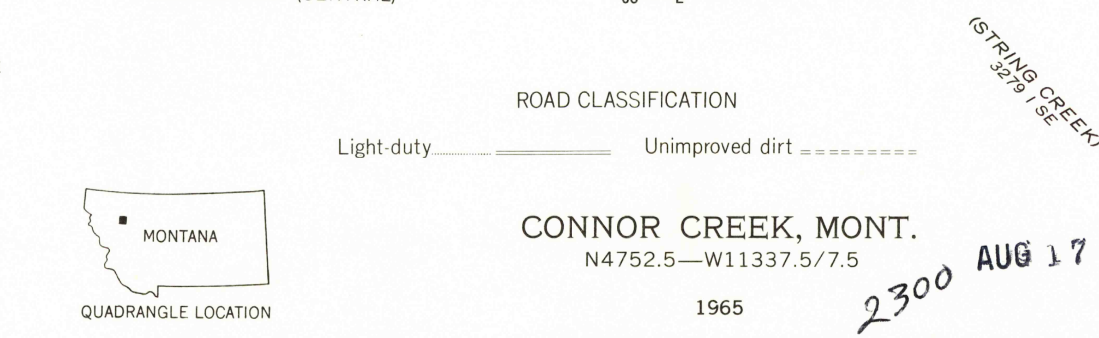 (STRING CREEK)
3279 I SE
ROAD CLASSIFICATION
Light-duty Unimproved dirt
MONTANA
QUADRANGLE LOCATION
CONNOR CREEK, MONT.
N4752.5—W11337.5/7.5
1965
2300
AUG 17